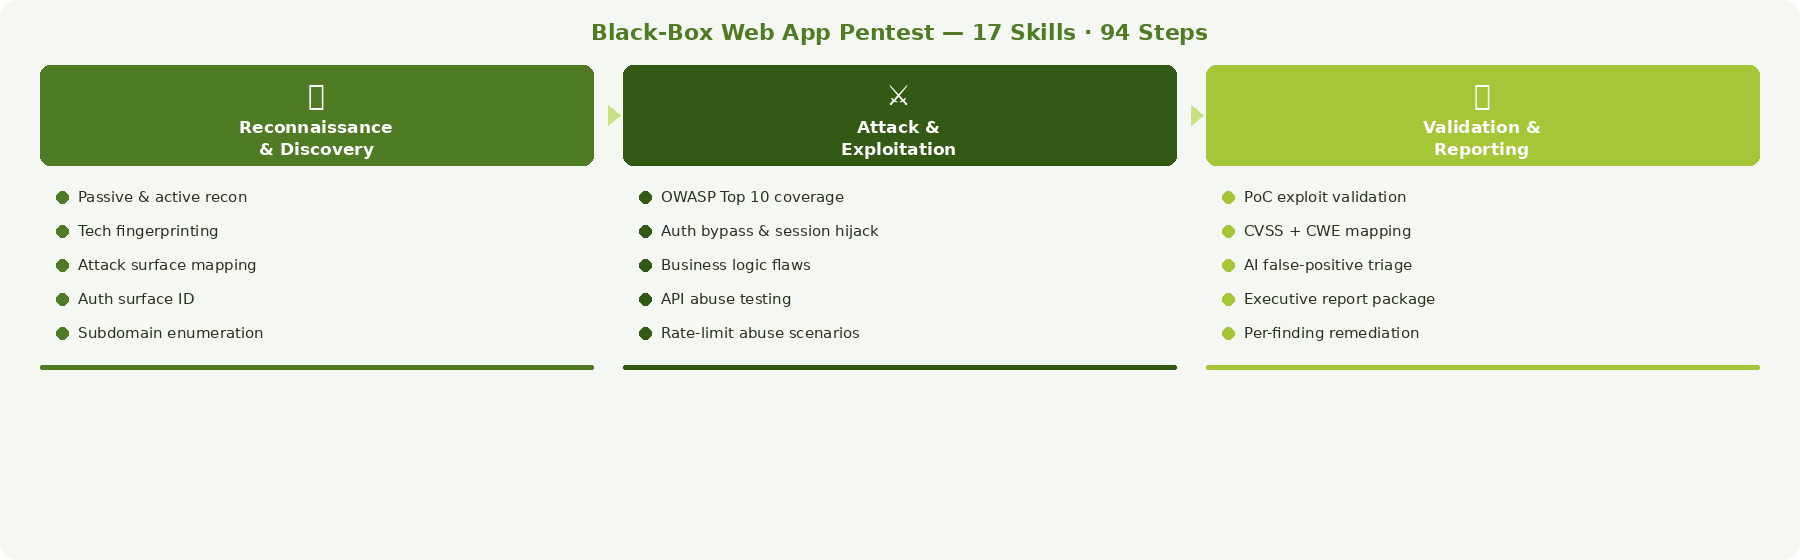 Black-Box Web App Pentest — 17 Skills · 94 Steps
Reconnaissance
& Discovery
Passive & active recon
Tech fingerprinting
Attack surface mapping
Auth surface ID
Subdomain enumeration
⚔
Attack &
Exploitation
OWASP Top 10 coverage
Auth bypass & session hijack
Business logic flaws
API abuse testing
Rate-limit abuse scenarios
Validation &
Reporting
PoC exploit validation
CVSS + CWE mapping
AI false-positive triage
Executive report package
Per-finding remediation